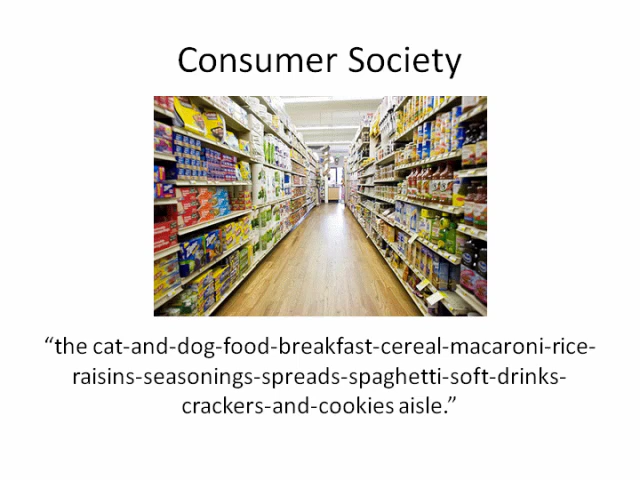 Consumer Society
“the cat-and-dog-food-breakfast-cereal-macaroni-rice-
raisins-seasonings-spreads-spaghetti-soft-drinks-
crackers-and-cookies aisle.”